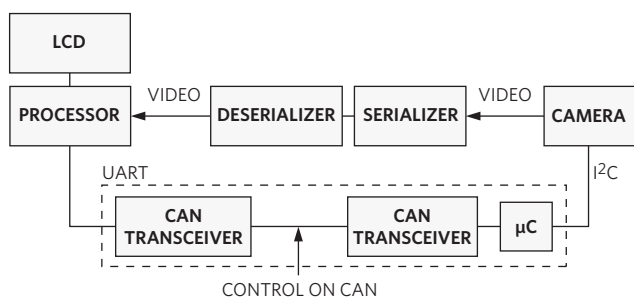 LCD
PROCESSOR
VIDEO
DESERIALIZER
SERIALIZER
VIDEO
CAMERA
UART
I²C
CAN
TRANSCEIVER
CAN
TRANSCEIVER
µC
CONTROL ON CAN